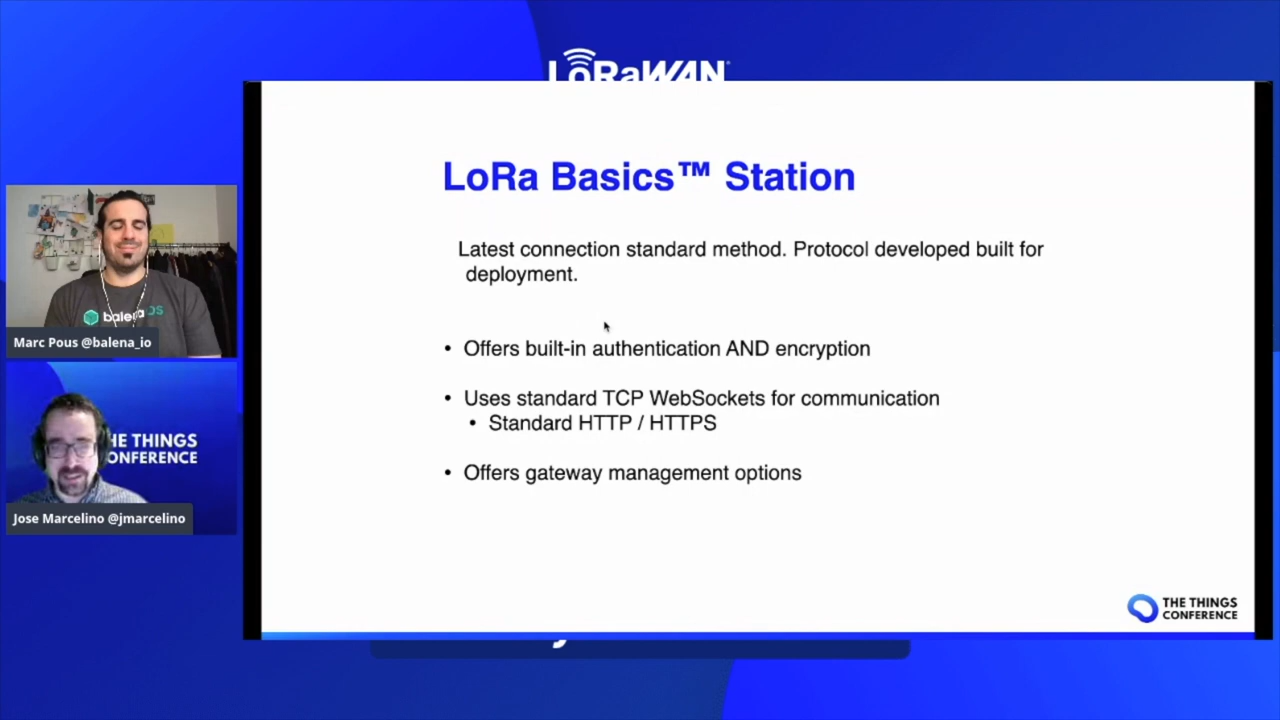 LoRaWAN
LoRa Basics™ Station
Latest connection standard method. Protocol developed built for
deployment.
• Offers built-in authentication AND encryption
• Uses standard TCP WebSockets for communication
• Standard HTTP / HTTPS
• Offers gateway management options
THE THINGS
CONFERENCE
balenaOS
Marc Pous @balena_io
HE THINGS
ONFERENCE
Jose Marcelino @jmarcelino